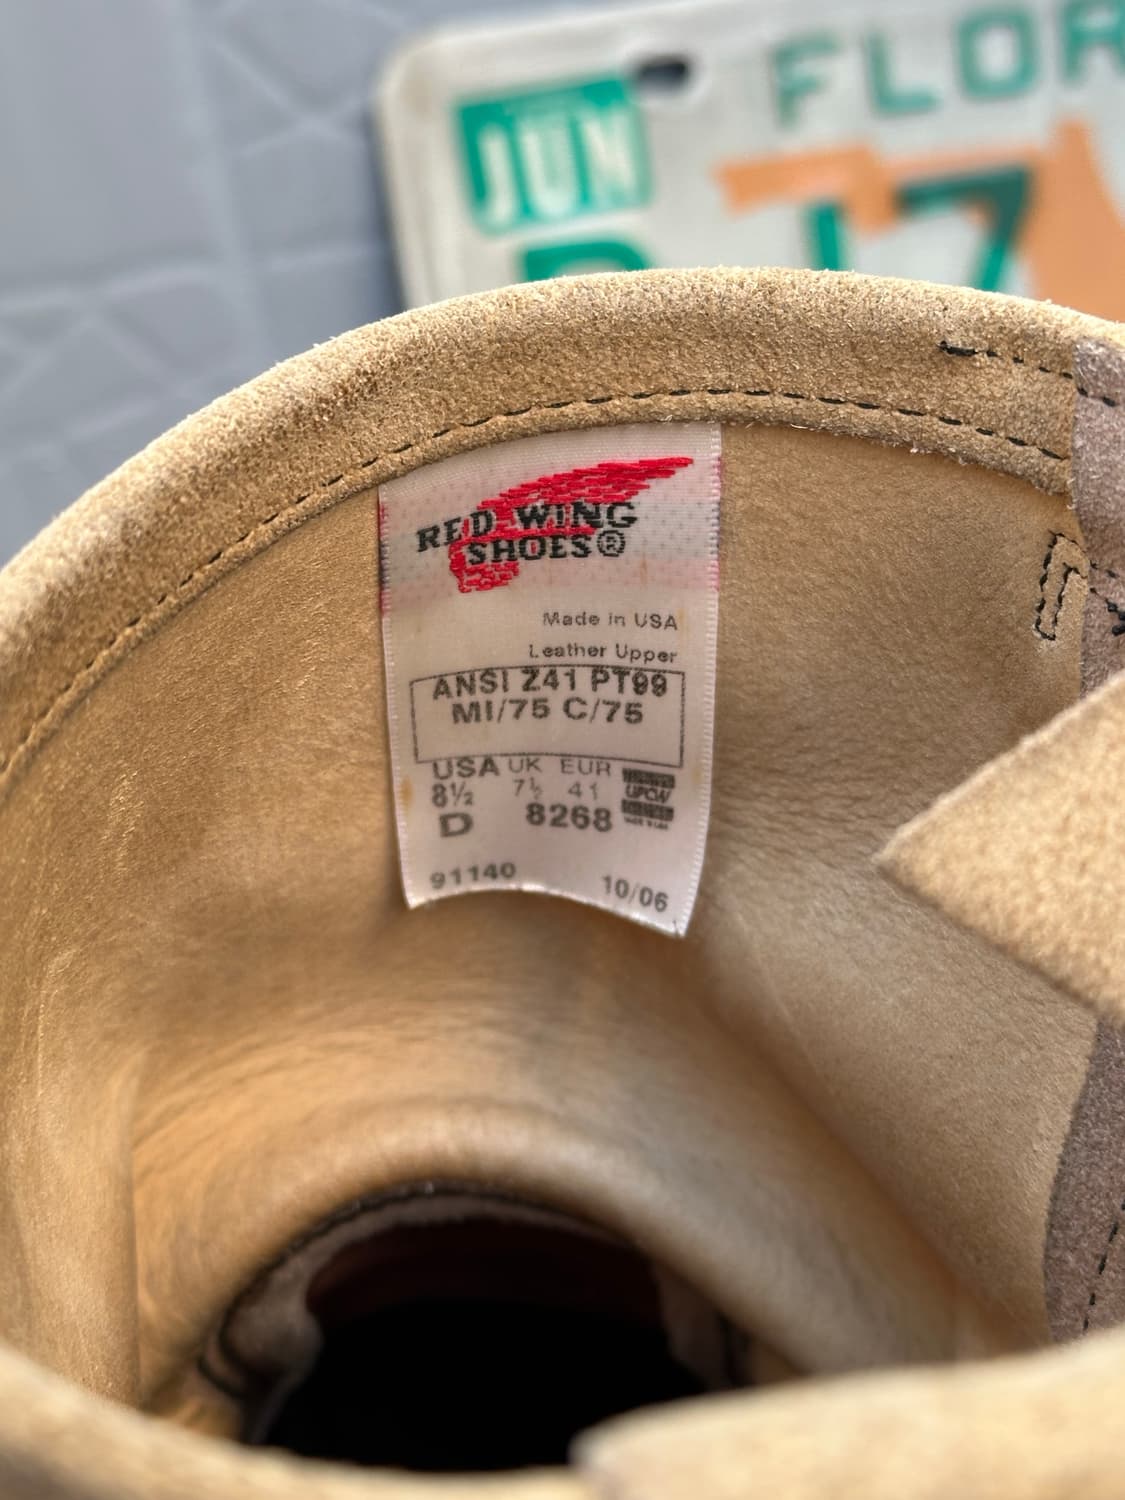 JUN
FLOR
RED WING
SHOES®
Made in USA
Leather Upper
ANSI Z41 PT99
MI/75 C/75
USA UK EUR
8½ 7½ 41
D 8268
UPCW
91140 10/06